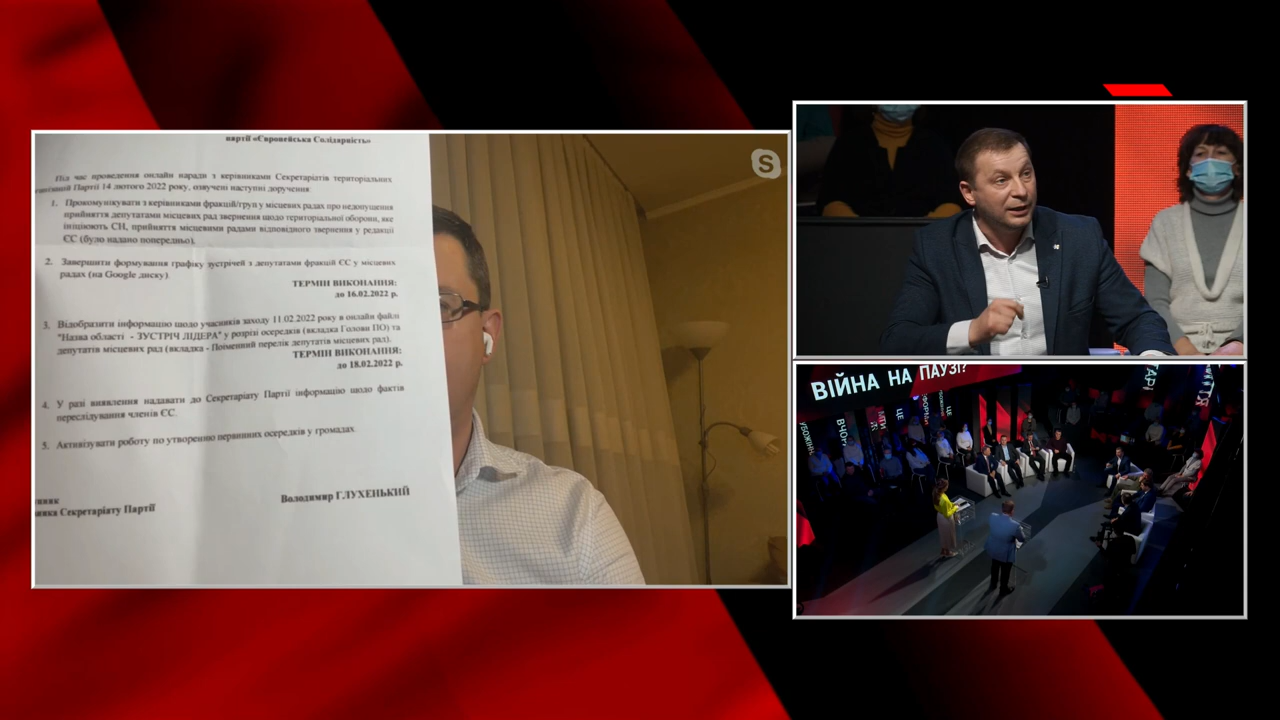 партії «Європейська Солідарність»
Під час проведення онлайн наради з керівниками Секретаріатів територіальних
Партії 14 лютого 2022 року, озвучені наступні доручення:
1. Прокомунікувати з керівниками фракцій/груп у місцевих радах про недопущення
прийняття депутатами місцевих рад звернення щодо територіальної оборони, яке
ініціюють СН, прийняття місцевими радами відповідного звернення у редакції
ЄС (було надано попередньо).
2. Завершити формування графіку зустрічей з депутатами фракцій ЄС у місцевих
радах (на Google диску).
ТЕРМІН ВИКОНАННЯ:
до 16.02.2022 р.
3. Відобразити інформацію щодо учасників заходу 11.02.2022 року в онлайн файлі
"Назва області - ЗУСТРІЧ ЛІДЕРА" у розрізі осередків (вкладка Голови ПО) та
депутатів місцевих рад (вкладка - Поіменний перелік депутатів місцевих рад).
ТЕРМІН ВИКОНАННЯ:
до 18.02.2022 р.
4. У разі виявлення надавати до Секретаріату Партії інформацію щодо фактів
переслідування членів ЄС.
5. Активізувати роботу по утворенню первинних осередків у громадах
Секретаріату Партії
Володимир ГЛУХЕНЬКИЙ
S
ВІЙНА НА ПАУЗІ?
ЦЕ